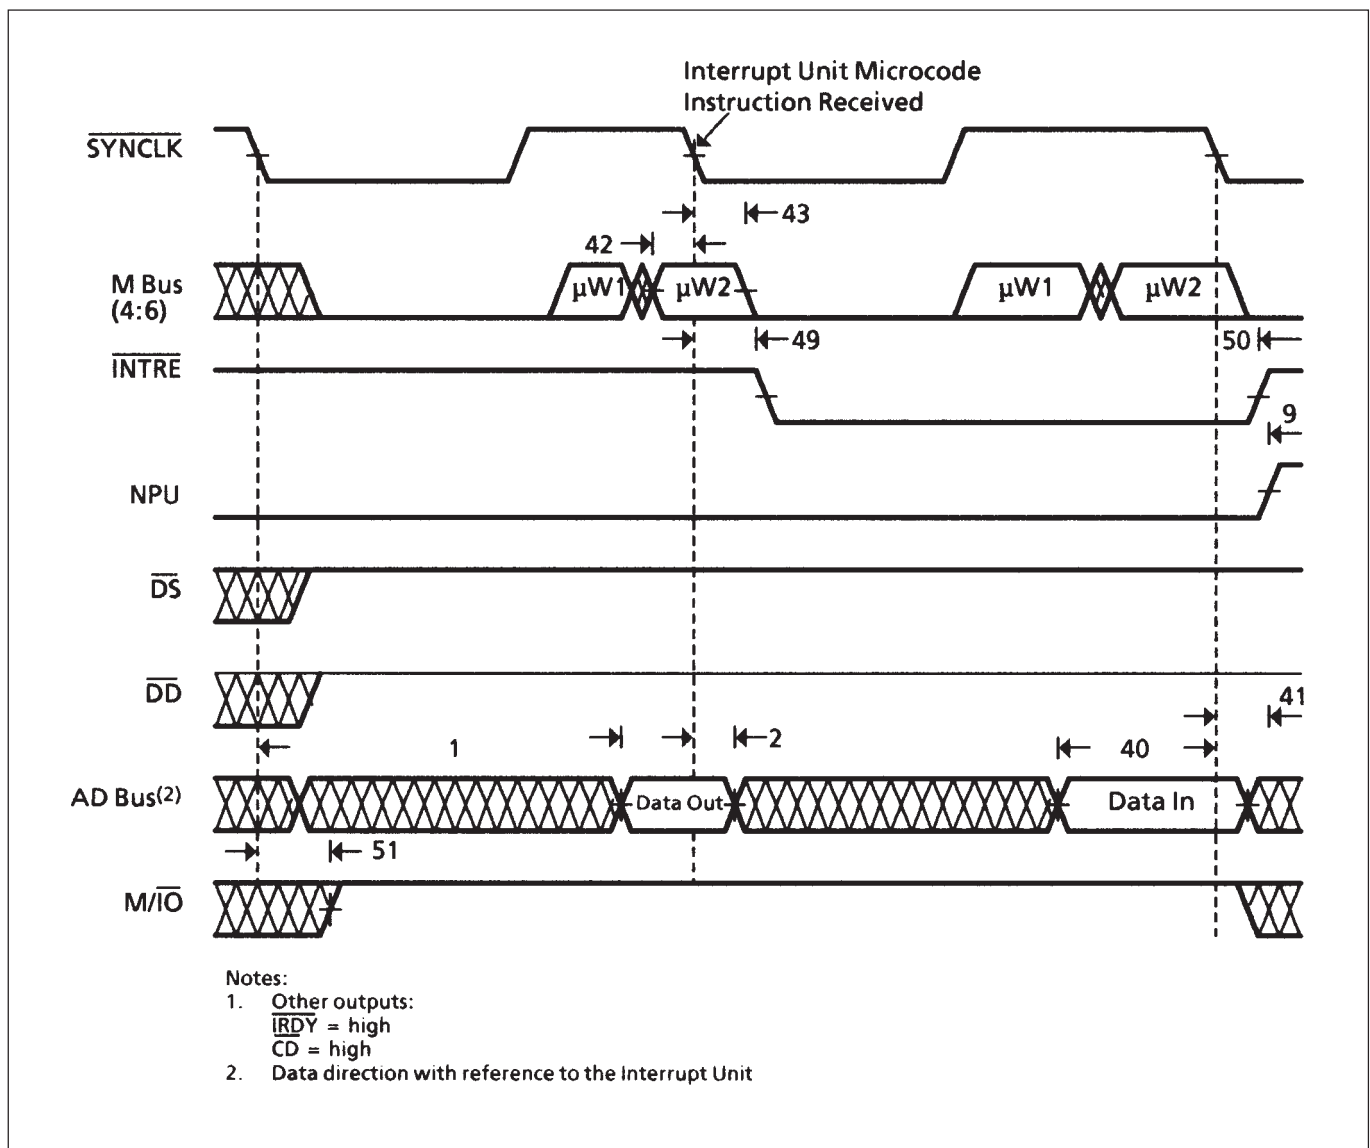 Interrupt Unit Microcode
Instruction Received
SYNCLK
43
42
M Bus
(4:6)
μW1
μW2
μW1
μW2
49
50
INTRE
9
NPU
DS
DD
41
1
2
40
AD Bus(2)
Data Out
Data In
51
M/IO
Notes:
1. Other outputs:
IRDY = high
CD = high
2. Data direction with reference to the Interrupt Unit